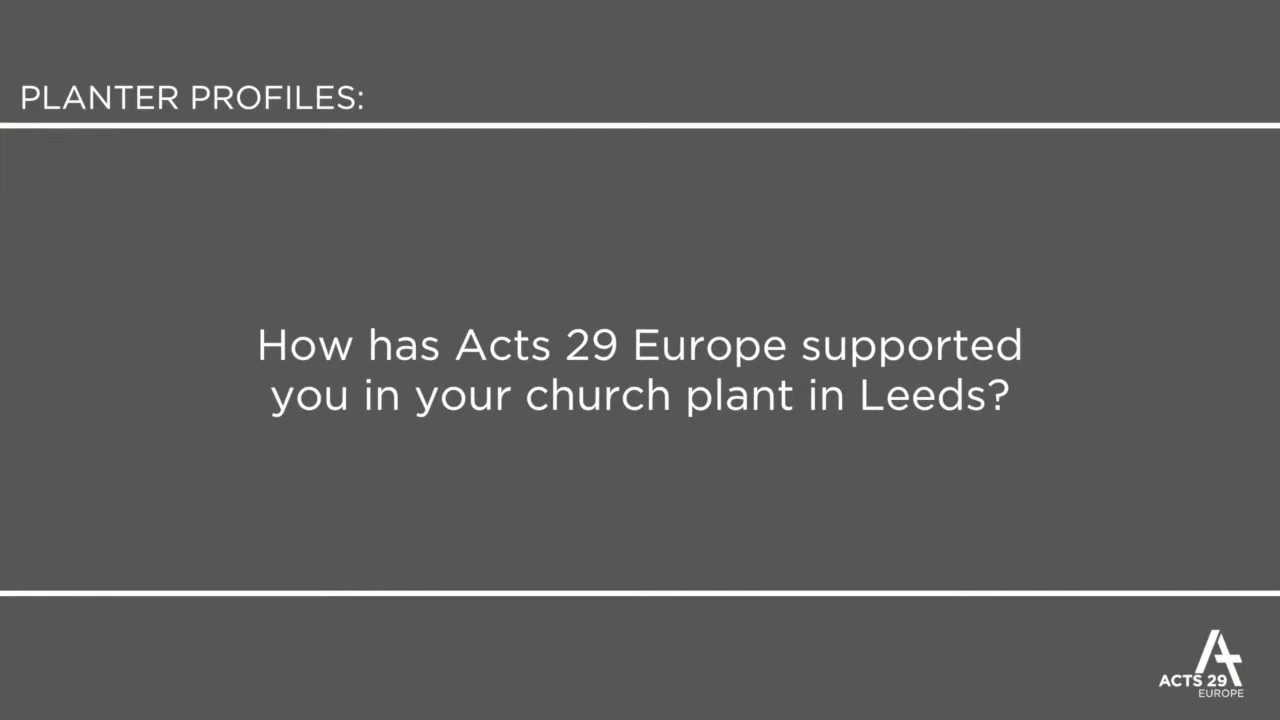 PLANTER PROFILES:
How has Acts 29 Europe supported
you in your church plant in Leeds?
ACTS 29
EUROPE